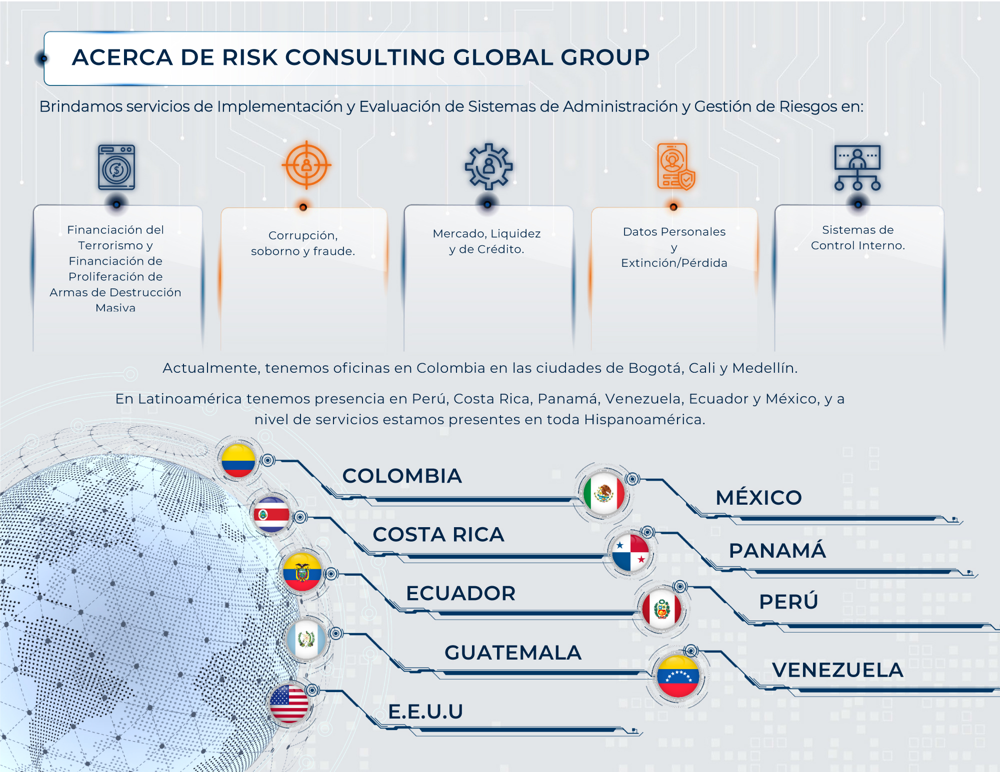 ACERCA DE RISK CONSULTING GLOBAL GROUP
Brindamos servicios de Implementación y Evaluación de Sistemas de Administración y Gestión de Riesgos en:
Financiación del
Terrorismo y
Financiación de
Proliferación de
Armas de Destrucción
Masiva
Corrupción,
soborno y fraude.
Mercado, Liquidez
y de Crédito.
Datos Personales
y
Extinción/Pérdida
Sistemas de
Control Interno.
Actualmente, tenemos oficinas en Colombia en las ciudades de Bogotá, Cali y Medellín.
En Latinoamérica tenemos presencia en Perú, Costa Rica, Panamá, Venezuela, Ecuador y México, y a
nivel de servicios estamos presentes en toda Hispanoamérica.
COLOMBIA
COSTA RICA
ECUADOR
GUATEMALA
E.E.U.U
MÉXICO
PANAMÁ
PERÚ
VENEZUELA